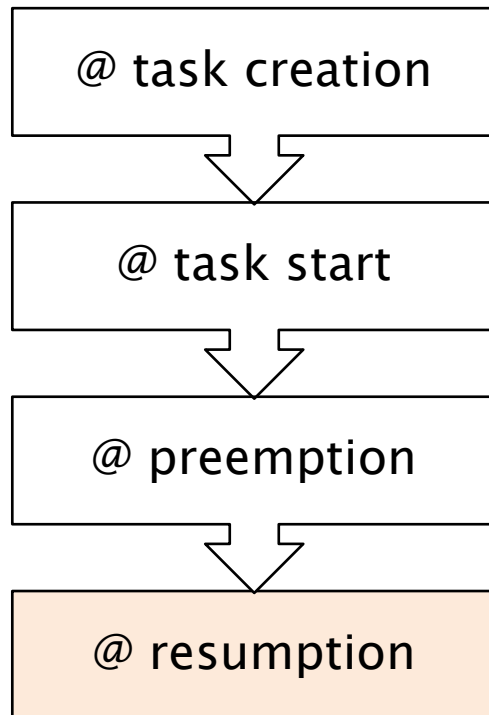 @ task creation
@ task start
@ preemption
@ resumption